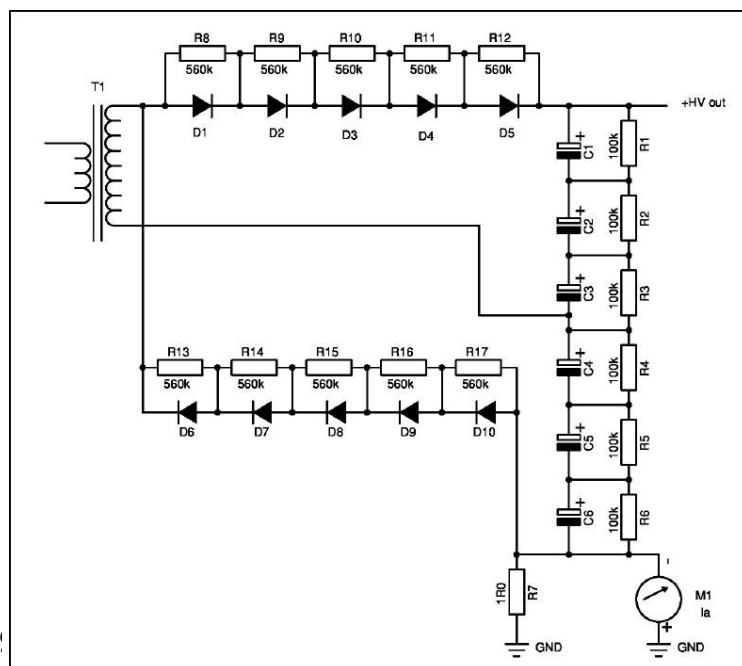 R8 R9 R10 R11 R12
560k 560k 560k 560k 560k
T1
+HV out
D1 D2 D3 D4 D5
+ C1 100k R1
+ C2 100k R2
+ C3 100k R3
R13 R14 R15 R16 R17
560k 560k 560k 560k 560k
+ C4 100k R4
D6 D7 D8 D9 D10
+ C5 100k R5
+ C6 100k R6
-
1R0 R7
M1
Ia
+
GND GND